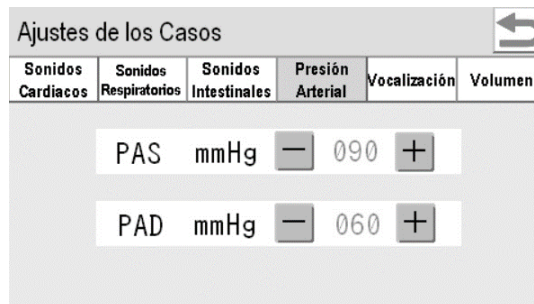 Ajustes de los Casos
Sonidos Cardiacos
Sonidos Respiratorios
Sonidos Intestinales
Presión Arterial
Vocalización
Volumen
PAS mmHg − 090 +
PAD mmHg − 060 +